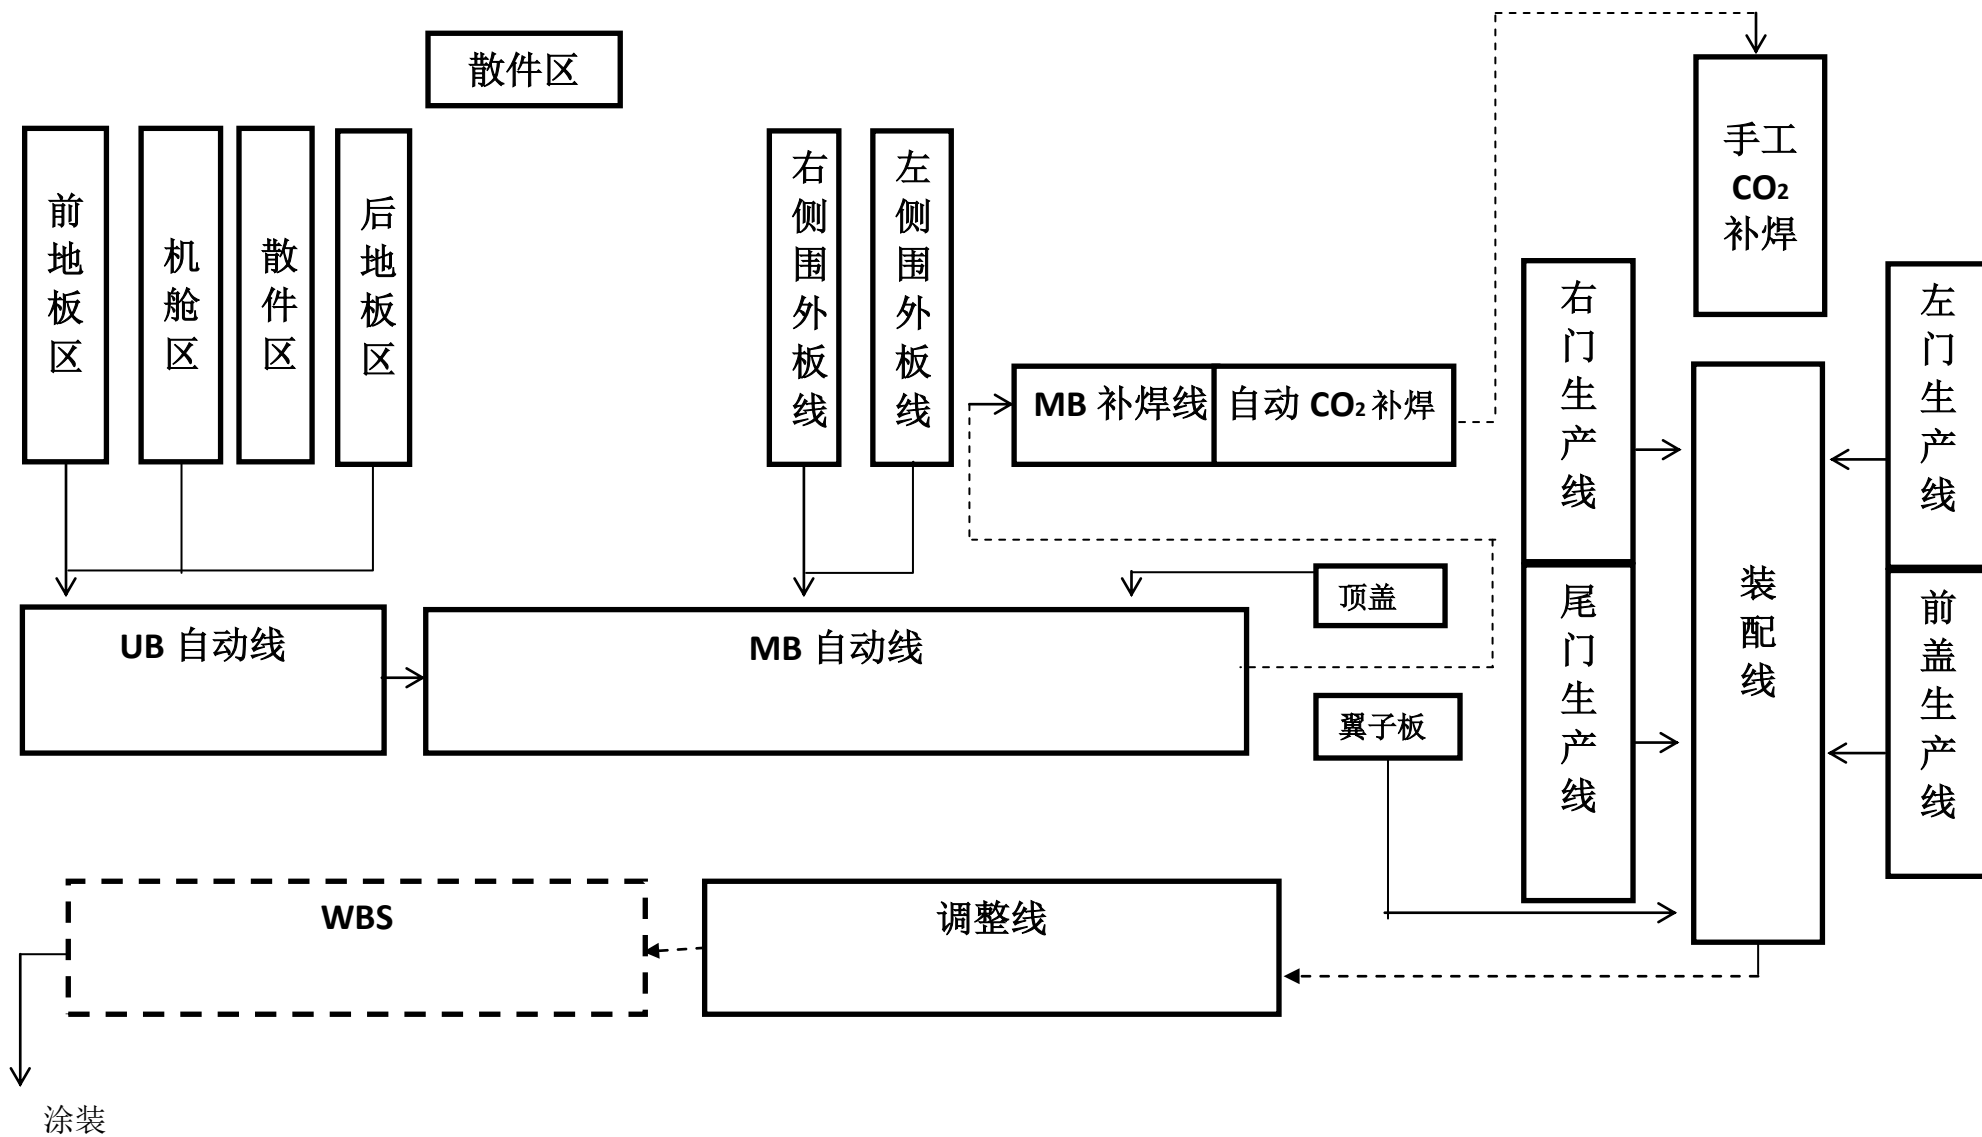 散件区
前地板区
机舱区
散件区
后地板区
右侧围外板线
左侧围外板线
手工
CO₂
补焊
MB 补焊线
自动 CO₂ 补焊
右门生产线
左门生产线
UB 自动线
MB 自动线
顶盖
翼子板
尾门生产线
装配线
前盖生产线
WBS
调整线
涂装